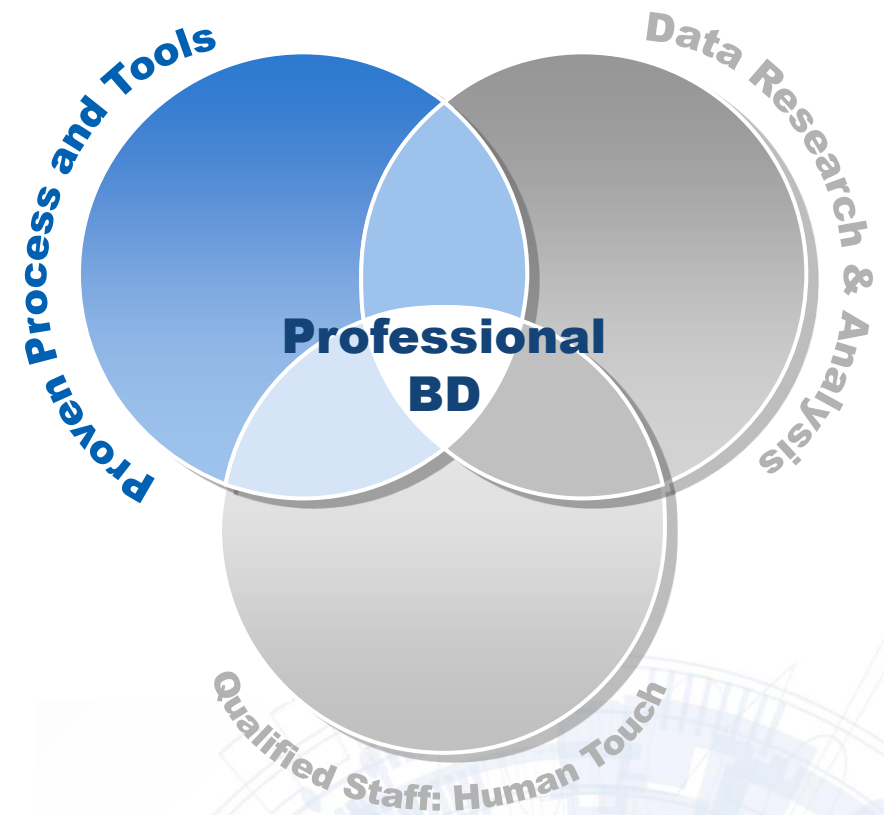 Proven Process and Tools
Data Research & Analysis
Professional
BD
Qualified Staff: Human Touch